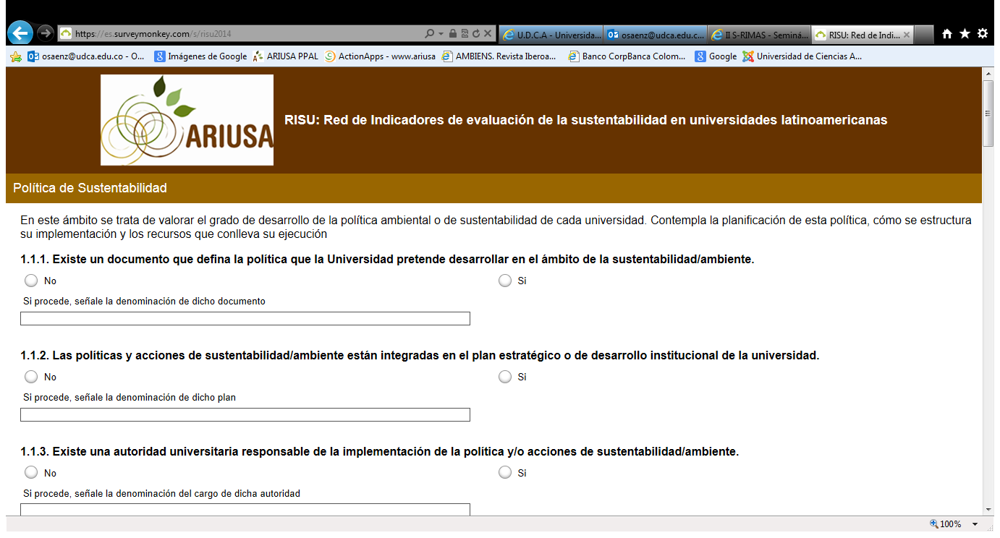 https://es.surveymonkey.com/s/risu2014
U.D.C.A - Universida...
osaenz@udca.edu.c...
II S-RIMAS - Seminá...
RISU: Red de Indi...
osaenz@udca.edu.co - O...
Imágenes de Google
ARIUSA PPAL
ActionApps - www.ariusa
AMBIENS. Revista Iberoa...
Banco CorpBanca Colom...
Google
Universidad de Ciencias A...
ARIUSA
RISU: Red de Indicadores de evaluación de la sustentabilidad en universidades latinoamericanas
Política de Sustentabilidad
En este ámbito se trata de valorar el grado de desarrollo de la política ambiental o de sustentabilidad de cada universidad. Contempla la planificación de esta política, cómo se estructura
su implementación y los recursos que conlleva su ejecución
1.1.1. Existe un documento que defina la política que la Universidad pretende desarrollar en el ámbito de la sustentabilidad/ambiente.
No Si
Si procede, señale la denominación de dicho documento
1.1.2. Las políticas y acciones de sustentabilidad/ambiente están integradas en el plan estratégico o de desarrollo institucional de la universidad.
No Si
Si procede, señale la denominación de dicho plan
1.1.3. Existe una autoridad universitaria responsable de la implementación de la política y/o acciones de sustentabilidad/ambiente.
No Si
Si procede, señale la denominación del cargo de dicha autoridad
100%